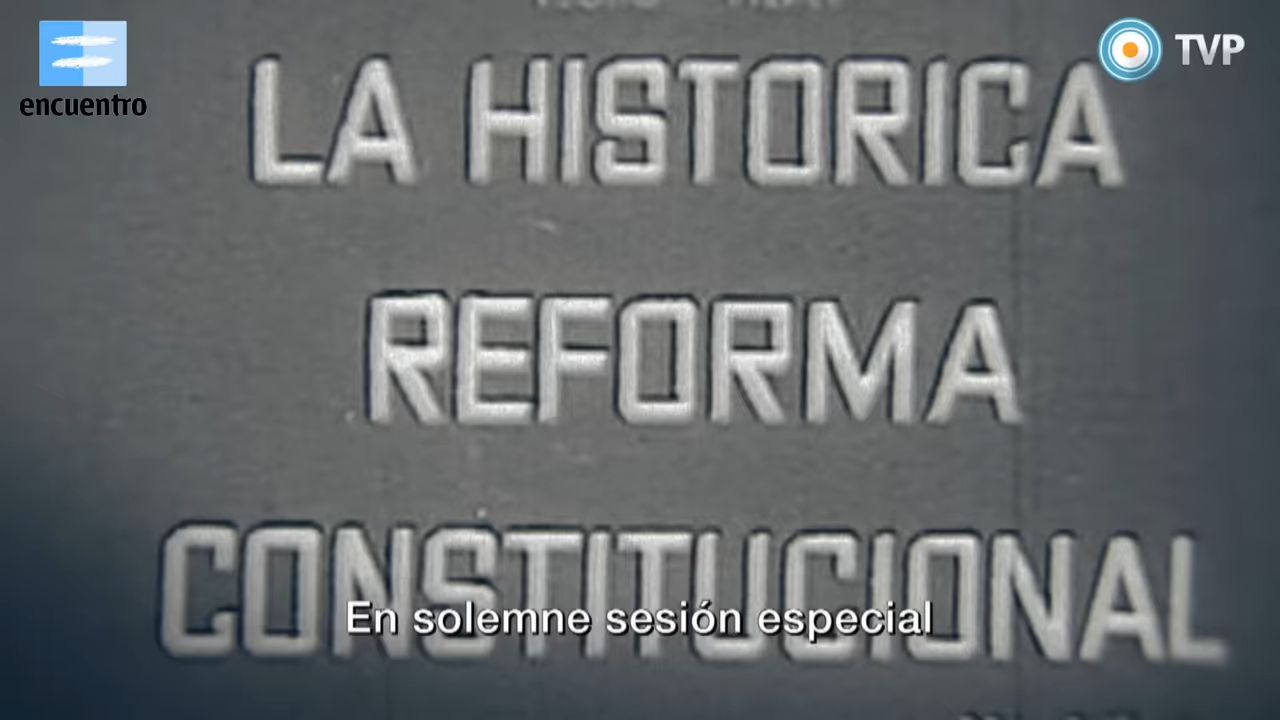 encuentro
TVP
LA HISTORICA
REFORMA
CONSTITUCIONAL
En solemne sesión especial